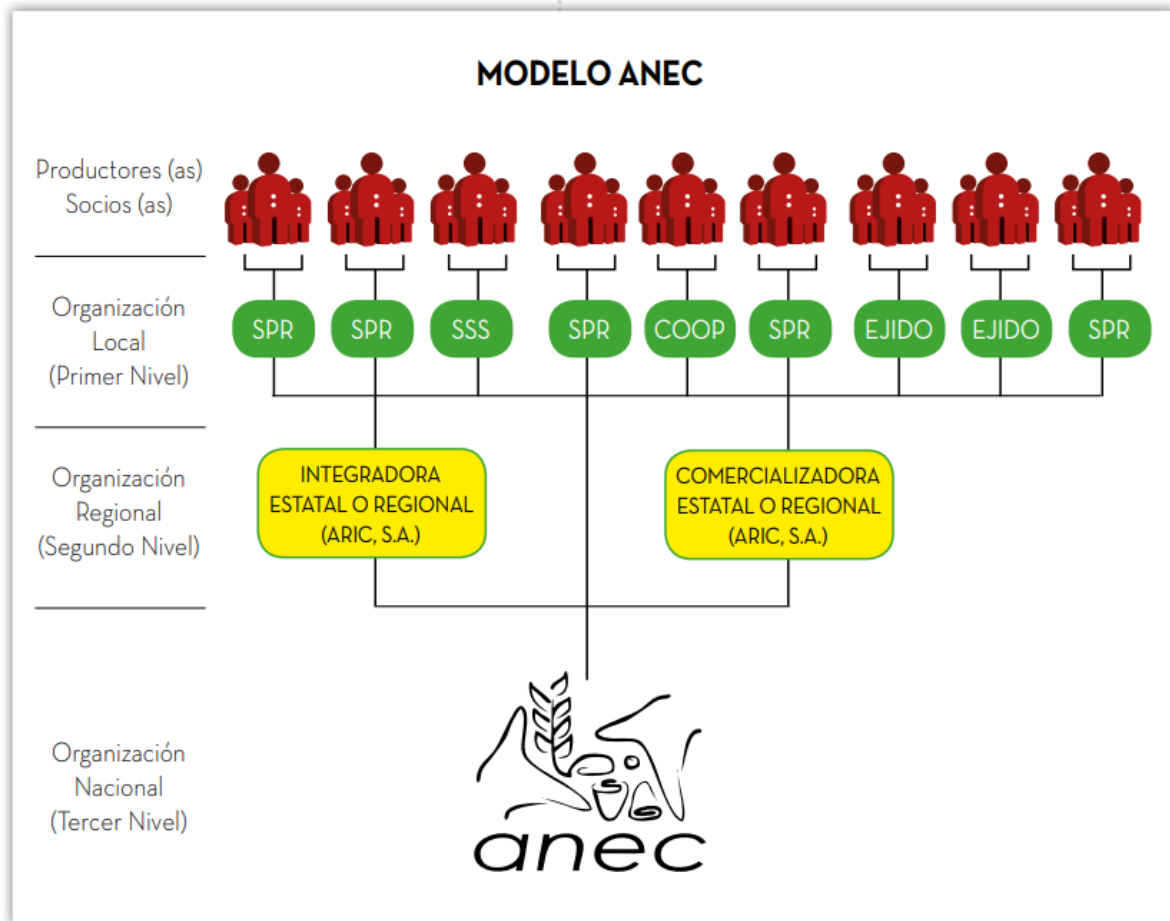 MODELO ANEC
Productores (as)
Socios (as)
Organización
Local
(Primer Nivel)
SPR
SPR
SSS
SPR
COOP
SPR
EJIDO
EJIDO
SPR
Organización
Regional
(Segundo Nivel)
INTEGRADORA
ESTATAL O REGIONAL
(ARIC, S.A.)
COMERCIALIZADORA
ESTATAL O REGIONAL
(ARIC, S.A.)
Organización
Nacional
(Tercer Nivel)
anec